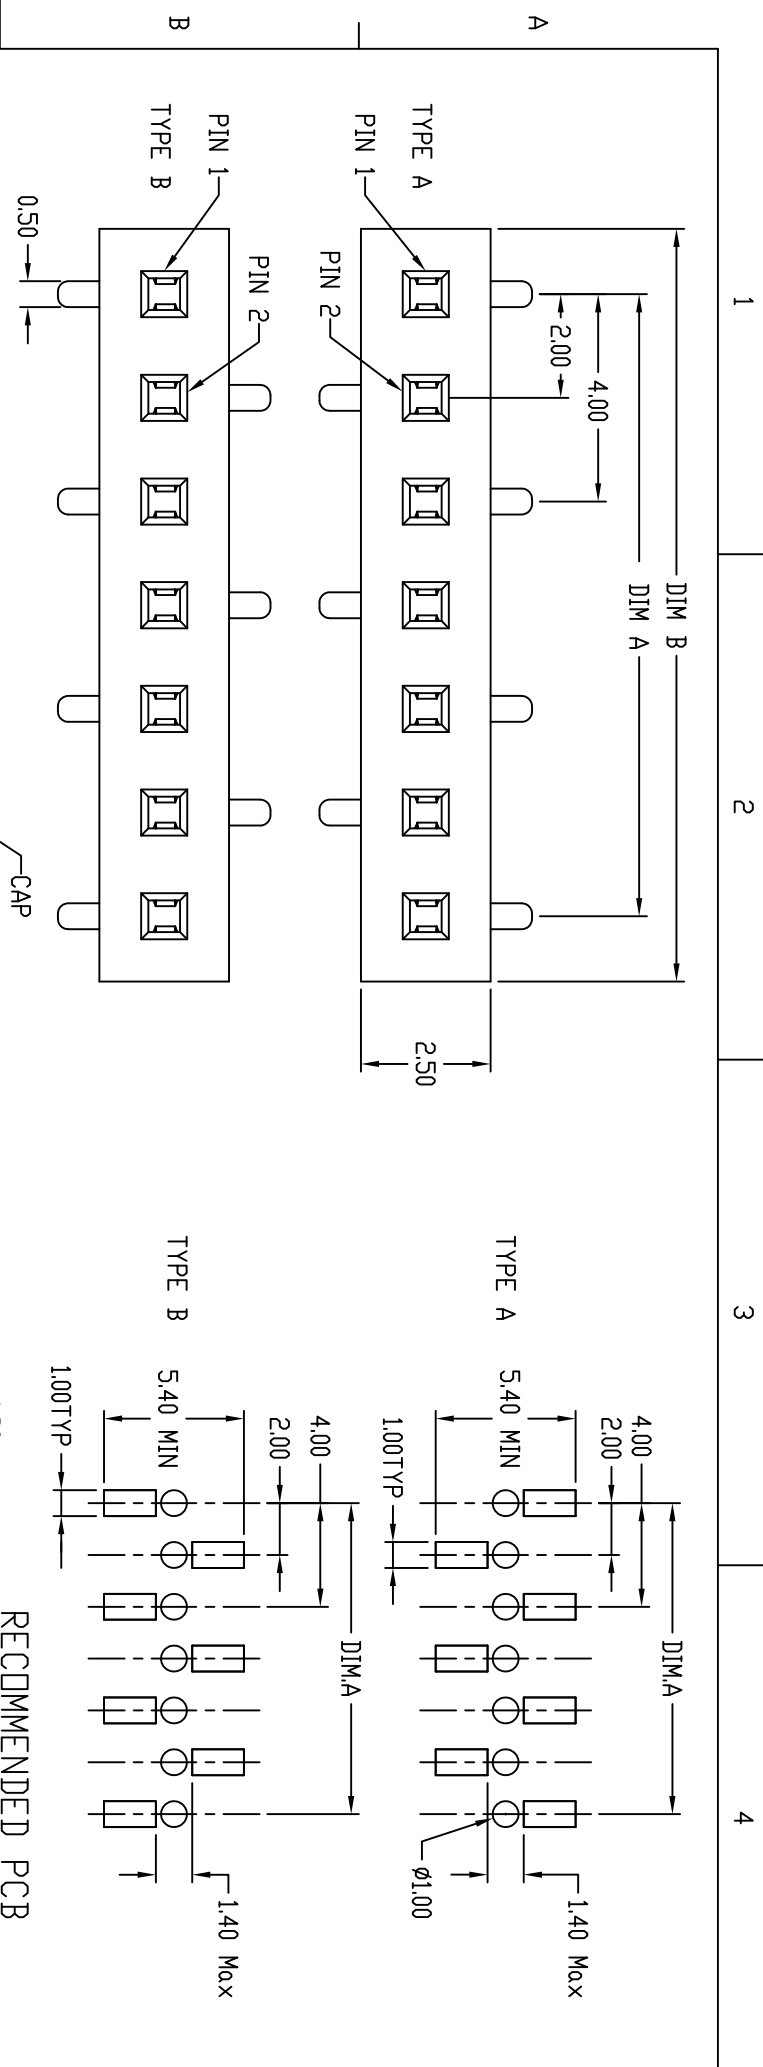 1
2
3
4
A
B
DIM B
DIM A
4.00
2.00
TYPE A
PIN 1
PIN 2
2.50
TYPE B
PIN 1
PIN 2
0.50
CAP
DIM.A
4.00
2.00
TYPE A
5.40 MIN
1.00TYP
1.40 Max
ø1.00
DIM.A
4.00
2.00
TYPE B
5.40 MIN
1.00TYP
1.40 Max
RECOMMENDED PCB